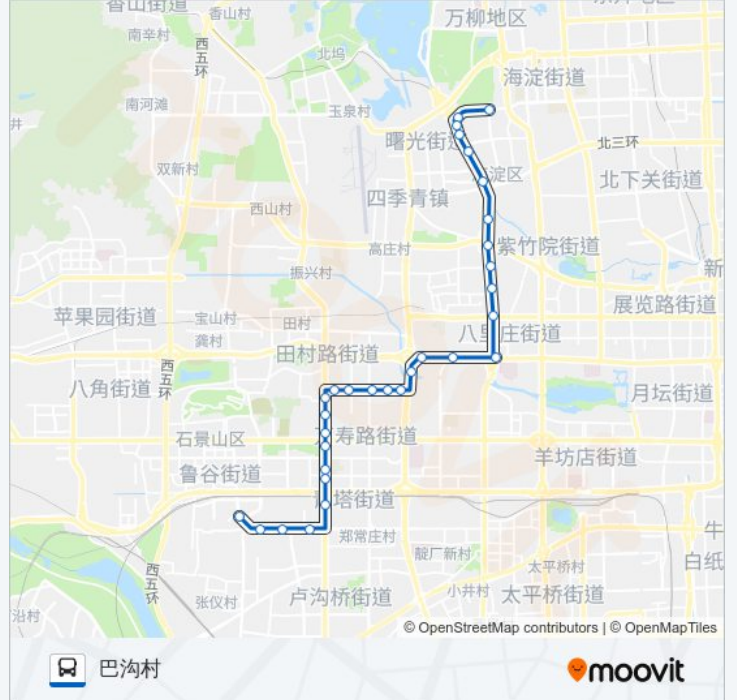 香山街道
香山村
万柳地区
南辛村
西五环
北坞
海淀街道
南河滩
玉泉村
井
曙光街道
北三环
双新村
淀区
北下关街道
四季青镇
西山村
紫竹院街道
高庄村
新
振兴村
展览路街道
宝山村
苹果园街道
田村
八里庄街道
龚村
田村路街道
西五环
八角街道
月坛街道
石景山区
万寿路街道
羊坊店街道
鲁谷街道
塔街道
郑常庄村
牛
靛厂新村
白纸
太平桥村
西五环
张仪村
卢沟桥街道
小井村
太平桥街道
沿村
© OpenStreetMap contributors | © OpenMapTiles
巴沟村
moovit